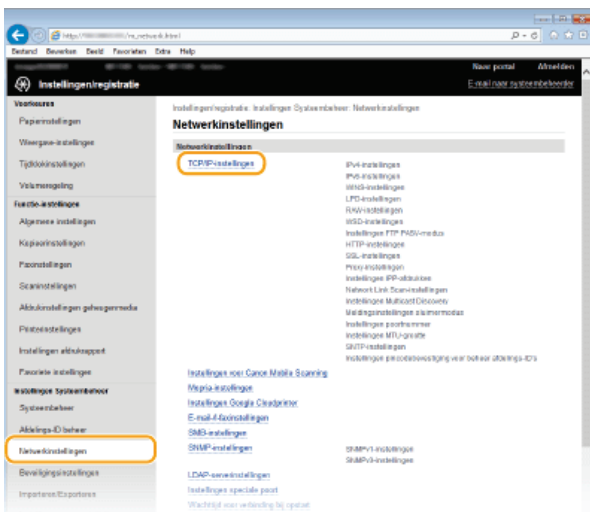 http:// /m_network.html
Bestand Bewerken Beeld Favorieten Extra Help
Naar portal Afmelden
Instellingen/registratie
E-mail naar systeembeheerder
Voorkeuren
Papierinstellingen
Weergave-instellingen
Tijdklokinstellingen
Volumeregeling
Functie-instellingen
Algemene instellingen
Kopieerinstellingen
Faxinstellingen
Scaninstellingen
Afdrukinstellingen geheugenmedia
Printerinstellingen
Instellingen afdrukrapport
Favoriete instellingen
Instellingen Systeembeheer
Systeembeheer
Afdelings-ID beheer
Netwerkinstellingen
Beveiligingsinstellingen
Importeren/Exporteren
Instellingen/registratie: Instellingen Systeembeheer: Netwerkinstellingen
Netwerkinstellingen
Netwerkinstellingen
TCP/IP-instellingen
IPv4-instellingen
IPv6-instellingen
WINS-instellingen
LPD-instellingen
RAW-instellingen
WSD-instellingen
Instellingen FTP PASV-modus
HTTP-instellingen
SSL-instellingen
Proxy-instellingen
Instellingen IPP-afdrukken
Network Link Scan-instellingen
Instellingen Multicast Discovery
Meldingsinstellingen sluimermodus
Instellingen poortnummer
Instellingen MTU-grootte
SNTP-instellingen
Instellingen pincodebevestiging voor beheer afdelings-ID's
Instellingen voor Canon Mobile Scanning
Mopria-instellingen
Instellingen Google Cloudprinter
E-mail-/I-faxinstellingen
SMB-instellingen
SNMP-instellingen
SNMPv1-instellingen
SNMPv3-instellingen
LDAP-serverinstellingen
Instellingen speciale poort
Wachttijd voor verbinding bij opstart